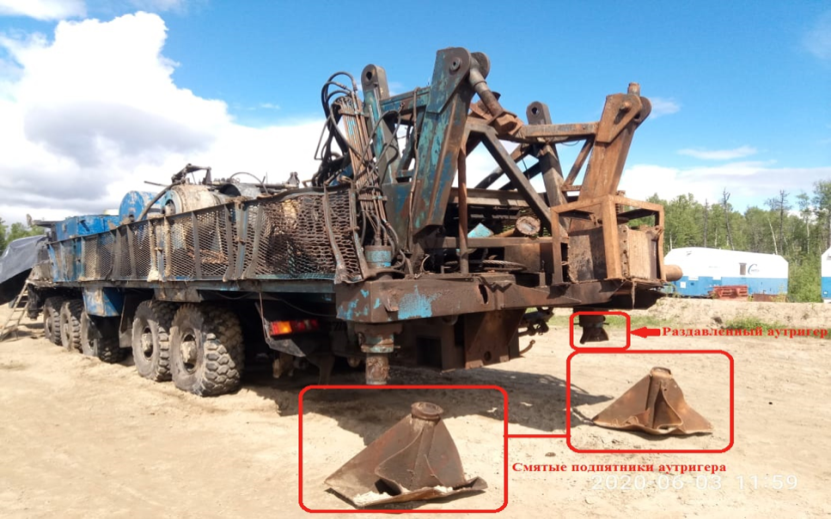 Раздавленный аутригер
Смятые подпятники аутригера
2020-06-03 11:59